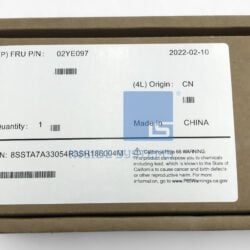 P) FRU P/N: 02YE097
2022-02-10
(4L) Origin: CN
Quantity: 1
Made in CHINA
California Prop 65 WARNING:
This product can expose you to chemicals
including lead, which is known to the State of
California to cause cancer and birth defects
or other reproductive harm. For more
information go to www.P65Warnings.ca.gov